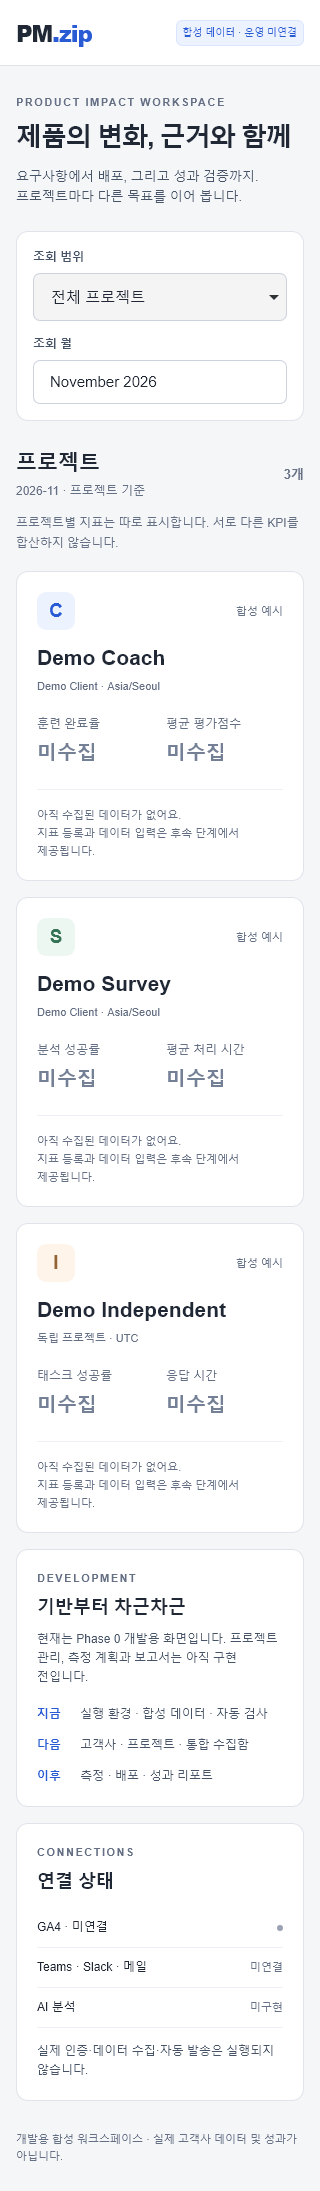 PM.zip
합성 데이터 · 운영 미연결
PRODUCT IMPACT WORKSPACE
제품의 변화, 근거와 함께
요구사항에서 배포, 그리고 성과 검증까지.
프로젝트마다 다른 목표를 이어 봅니다.
조회 범위
전체 프로젝트
조회 월
November 2026
프로젝트
3개
2026-11 · 프로젝트 기준
프로젝트별 지표는 따로 표시합니다. 서로 다른 KPI를
합산하지 않습니다.
C
합성 예시
Demo Coach
Demo Client · Asia/Seoul
훈련 완료율
평균 평가점수
미수집
미수집
아직 수집된 데이터가 없어요.
지표 등록과 데이터 입력은 후속 단계에서
제공됩니다.
S
합성 예시
Demo Survey
Demo Client · Asia/Seoul
분석 성공률
평균 처리 시간
미수집
미수집
아직 수집된 데이터가 없어요.
지표 등록과 데이터 입력은 후속 단계에서
제공됩니다.
I
합성 예시
Demo Independent
독립 프로젝트 · UTC
태스크 성공률
응답 시간
미수집
미수집
아직 수집된 데이터가 없어요.
지표 등록과 데이터 입력은 후속 단계에서
제공됩니다.
DEVELOPMENT
기반부터 차근차근
현재는 Phase 0 개발용 화면입니다. 프로젝트
관리, 측정 계획과 보고서는 아직 구현
전입니다.
지금 실행 환경 · 합성 데이터 · 자동 검사
다음 고객사 · 프로젝트 · 통합 수집함
이후 측정 · 배포 · 성과 리포트
CONNECTIONS
연결 상태
GA4 · 미연결
Teams · Slack · 메일 미연결
AI 분석 미구현
실제 인증·데이터 수집·자동 발송은 실행되지
않습니다.
개발용 합성 워크스페이스 · 실제 고객사 데이터 및 성과가
아닙니다.